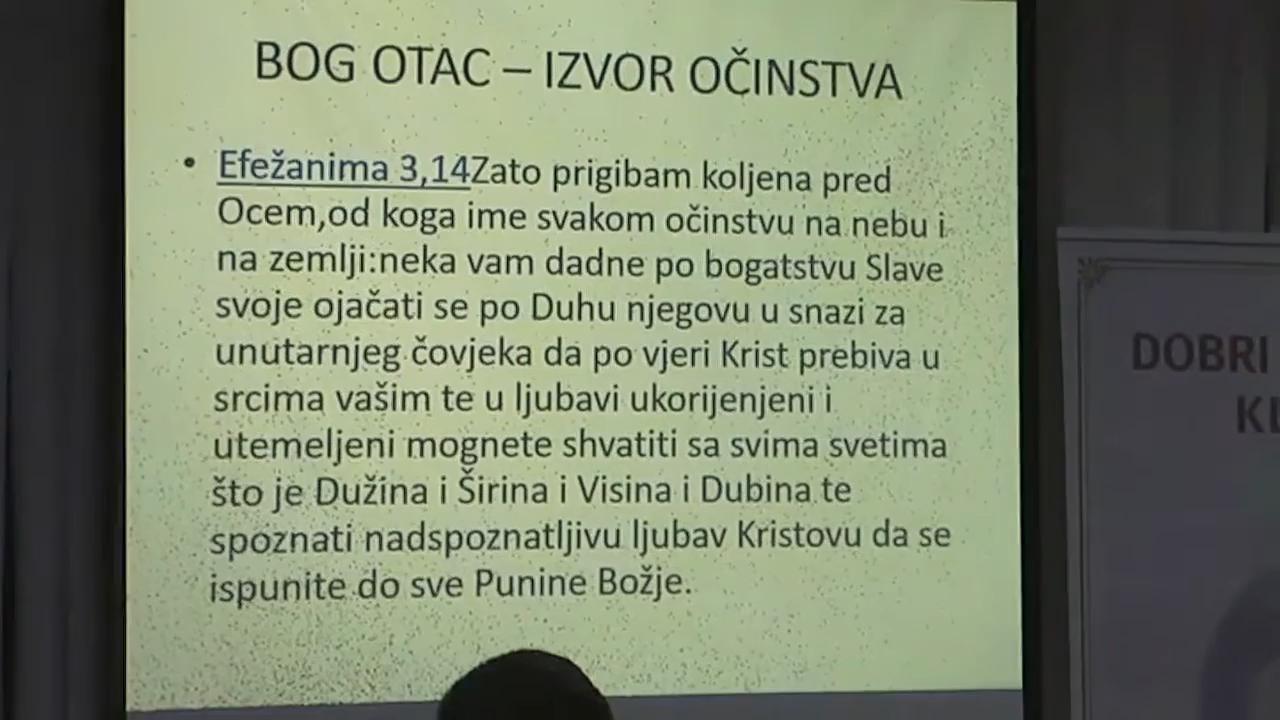 BOG OTAC – IZVOR OČINSTVA
• Efežanima 3,14Zato prigibam koljena pred
Ocem,od koga ime svakom očinstvu na nebu i
na zemlji:neka vam dadne po bogatstvu Slave
svoje ojačati se po Duhu njegovu u snazi za
unutarnjeg čovjeka da po vjeri Krist prebiva u
srcima vašim te u ljubavi ukorijenjeni i
utemeljeni mognete shvatiti sa svima svetima
što je Dužina i Širina i Visina i Dubina te
spoznati nadspoznatljivu ljubav Kristovu da se
ispunite do sve Punine Božje.
DOBRI